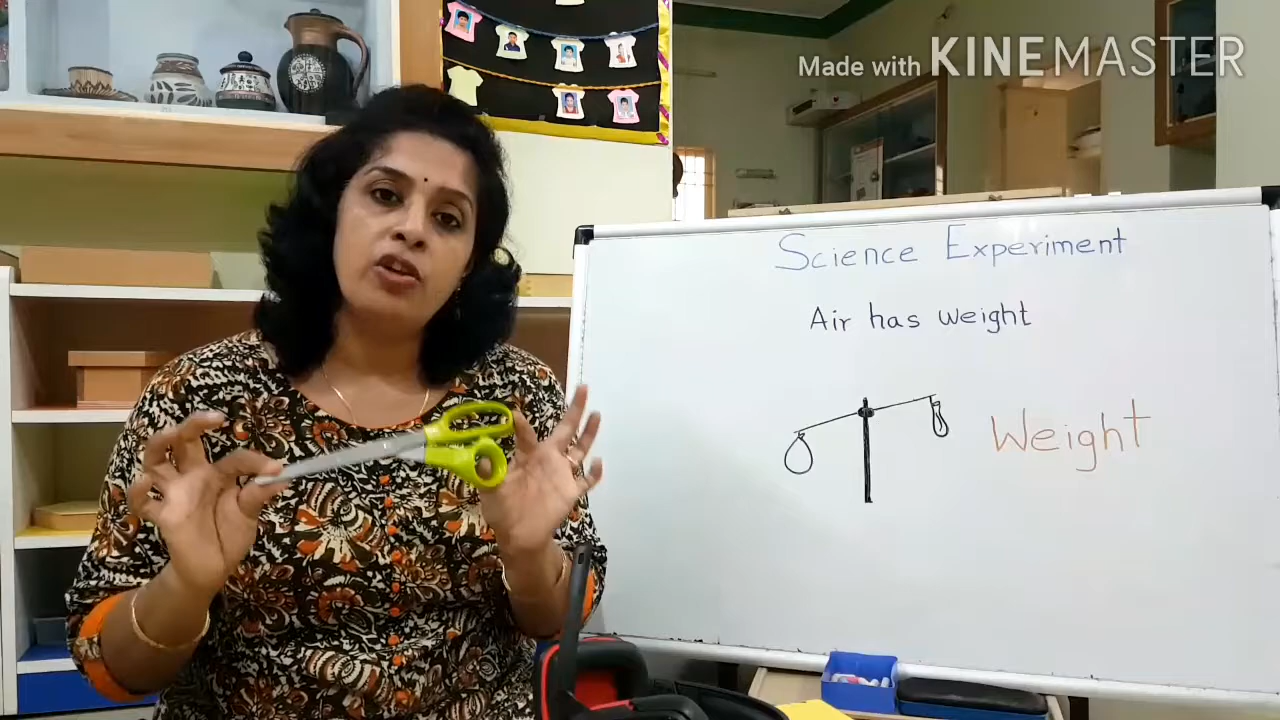 Made with KINEMASTER
Science Experiment
Air has weight
Weight